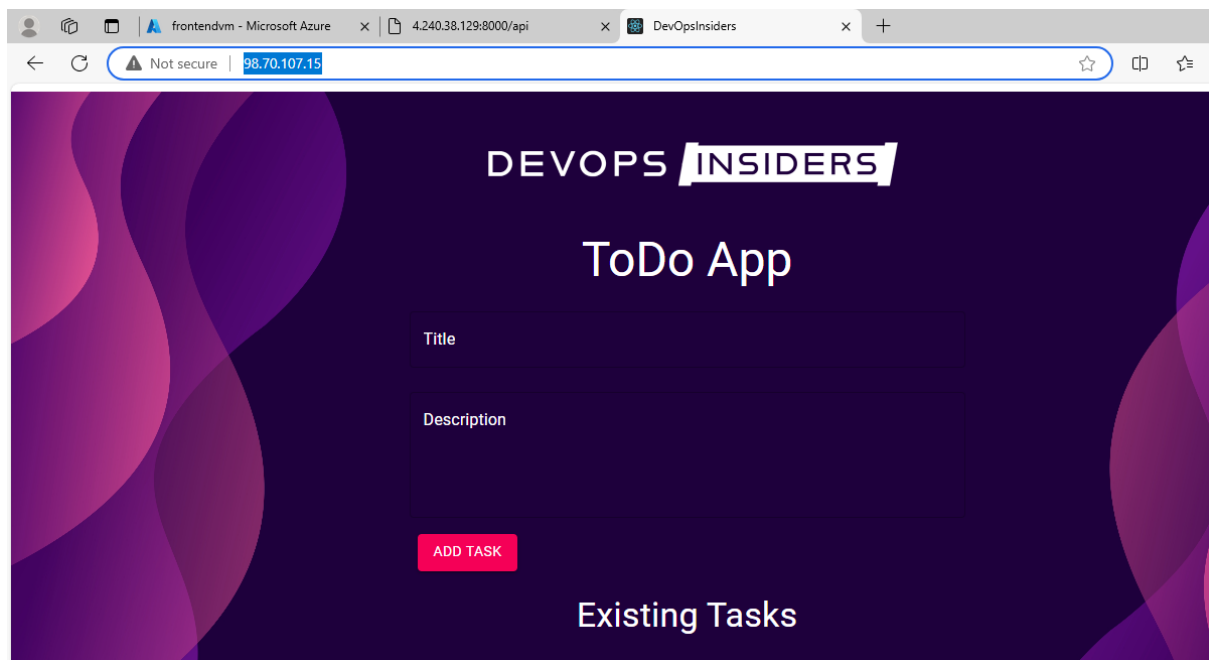 frontendvm - Microsoft Azure
4.240.38.129:8000/api
DevOpsInsiders
Not secure | 98.70.107.15
DEVOPS INSIDERS
ToDo App
Title
Description
ADD TASK
Existing Tasks